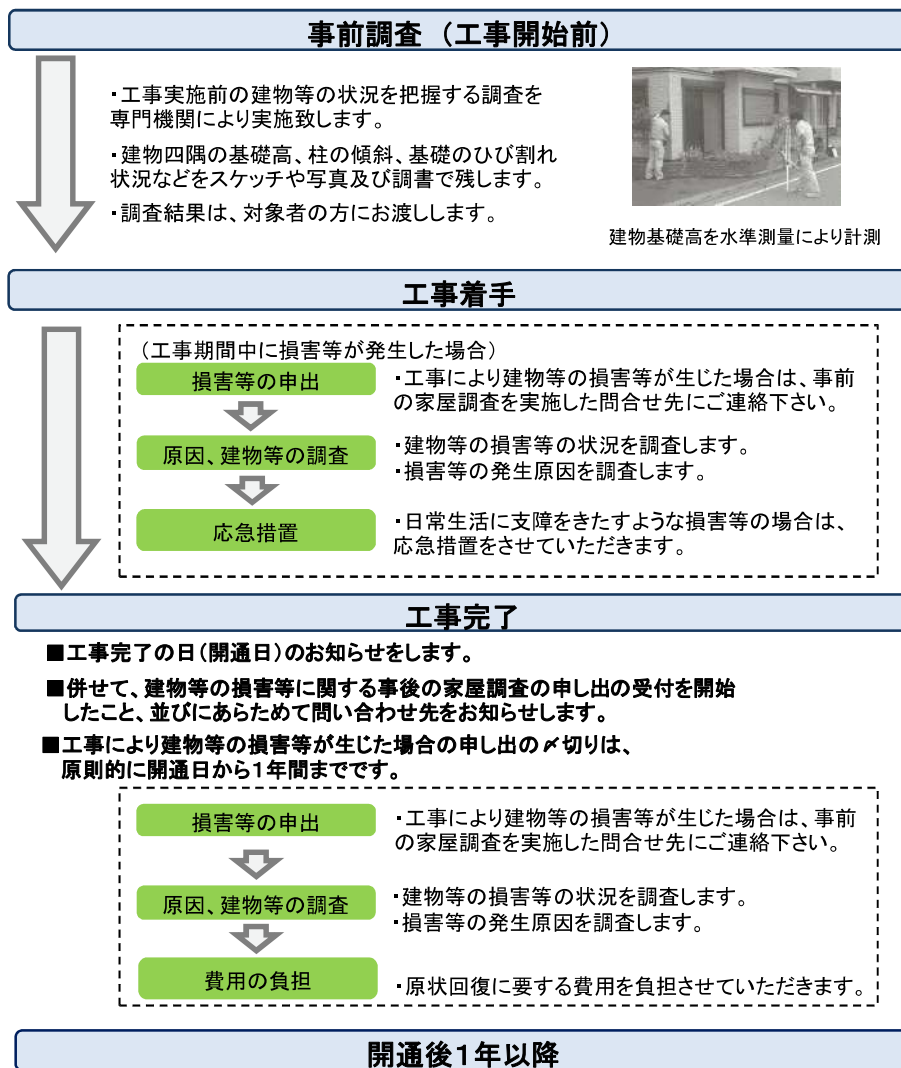 事前調査 （工事開始前）
・工事実施前の建物等の状況を把握する調査を
専門機関により実施致します。
・建物四隅の基礎高、柱の傾斜、基礎のひび割れ
状況などをスケッチや写真及び調書で残します。
・調査結果は、対象者の方にお渡しします。
建物基礎高を水準測量により計測
工事着手
（工事期間中に損害等が発生した場合）
損害等の申出
・工事により建物等の損害等が生じた場合は、事前
の家屋調査を実施した問合せ先にご連絡下さい。
原因、建物等の調査
・建物等の損害等の状況を調査します。
・損害等の発生原因を調査します。
応急措置
・日常生活に支障をきたすような損害等の場合は、
応急措置をさせていただきます。
工事完了
■工事完了の日（開通日）のお知らせをします。
■併せて、建物等の損害等に関する事後の家屋調査の申し出の受付を開始
したこと、並びにあらためて問い合わせ先をお知らせします。
■工事により建物等の損害等が生じた場合の申し出の〆切りは、
原則的に開通日から１年間までです。
損害等の申出
・工事により建物等の損害等が生じた場合は、事前
の家屋調査を実施した問合せ先にご連絡下さい。
原因、建物等の調査
・建物等の損害等の状況を調査します。
・損害等の発生原因を調査します。
費用の負担
・原状回復に要する費用を負担させていただきます。
開通後１年以降